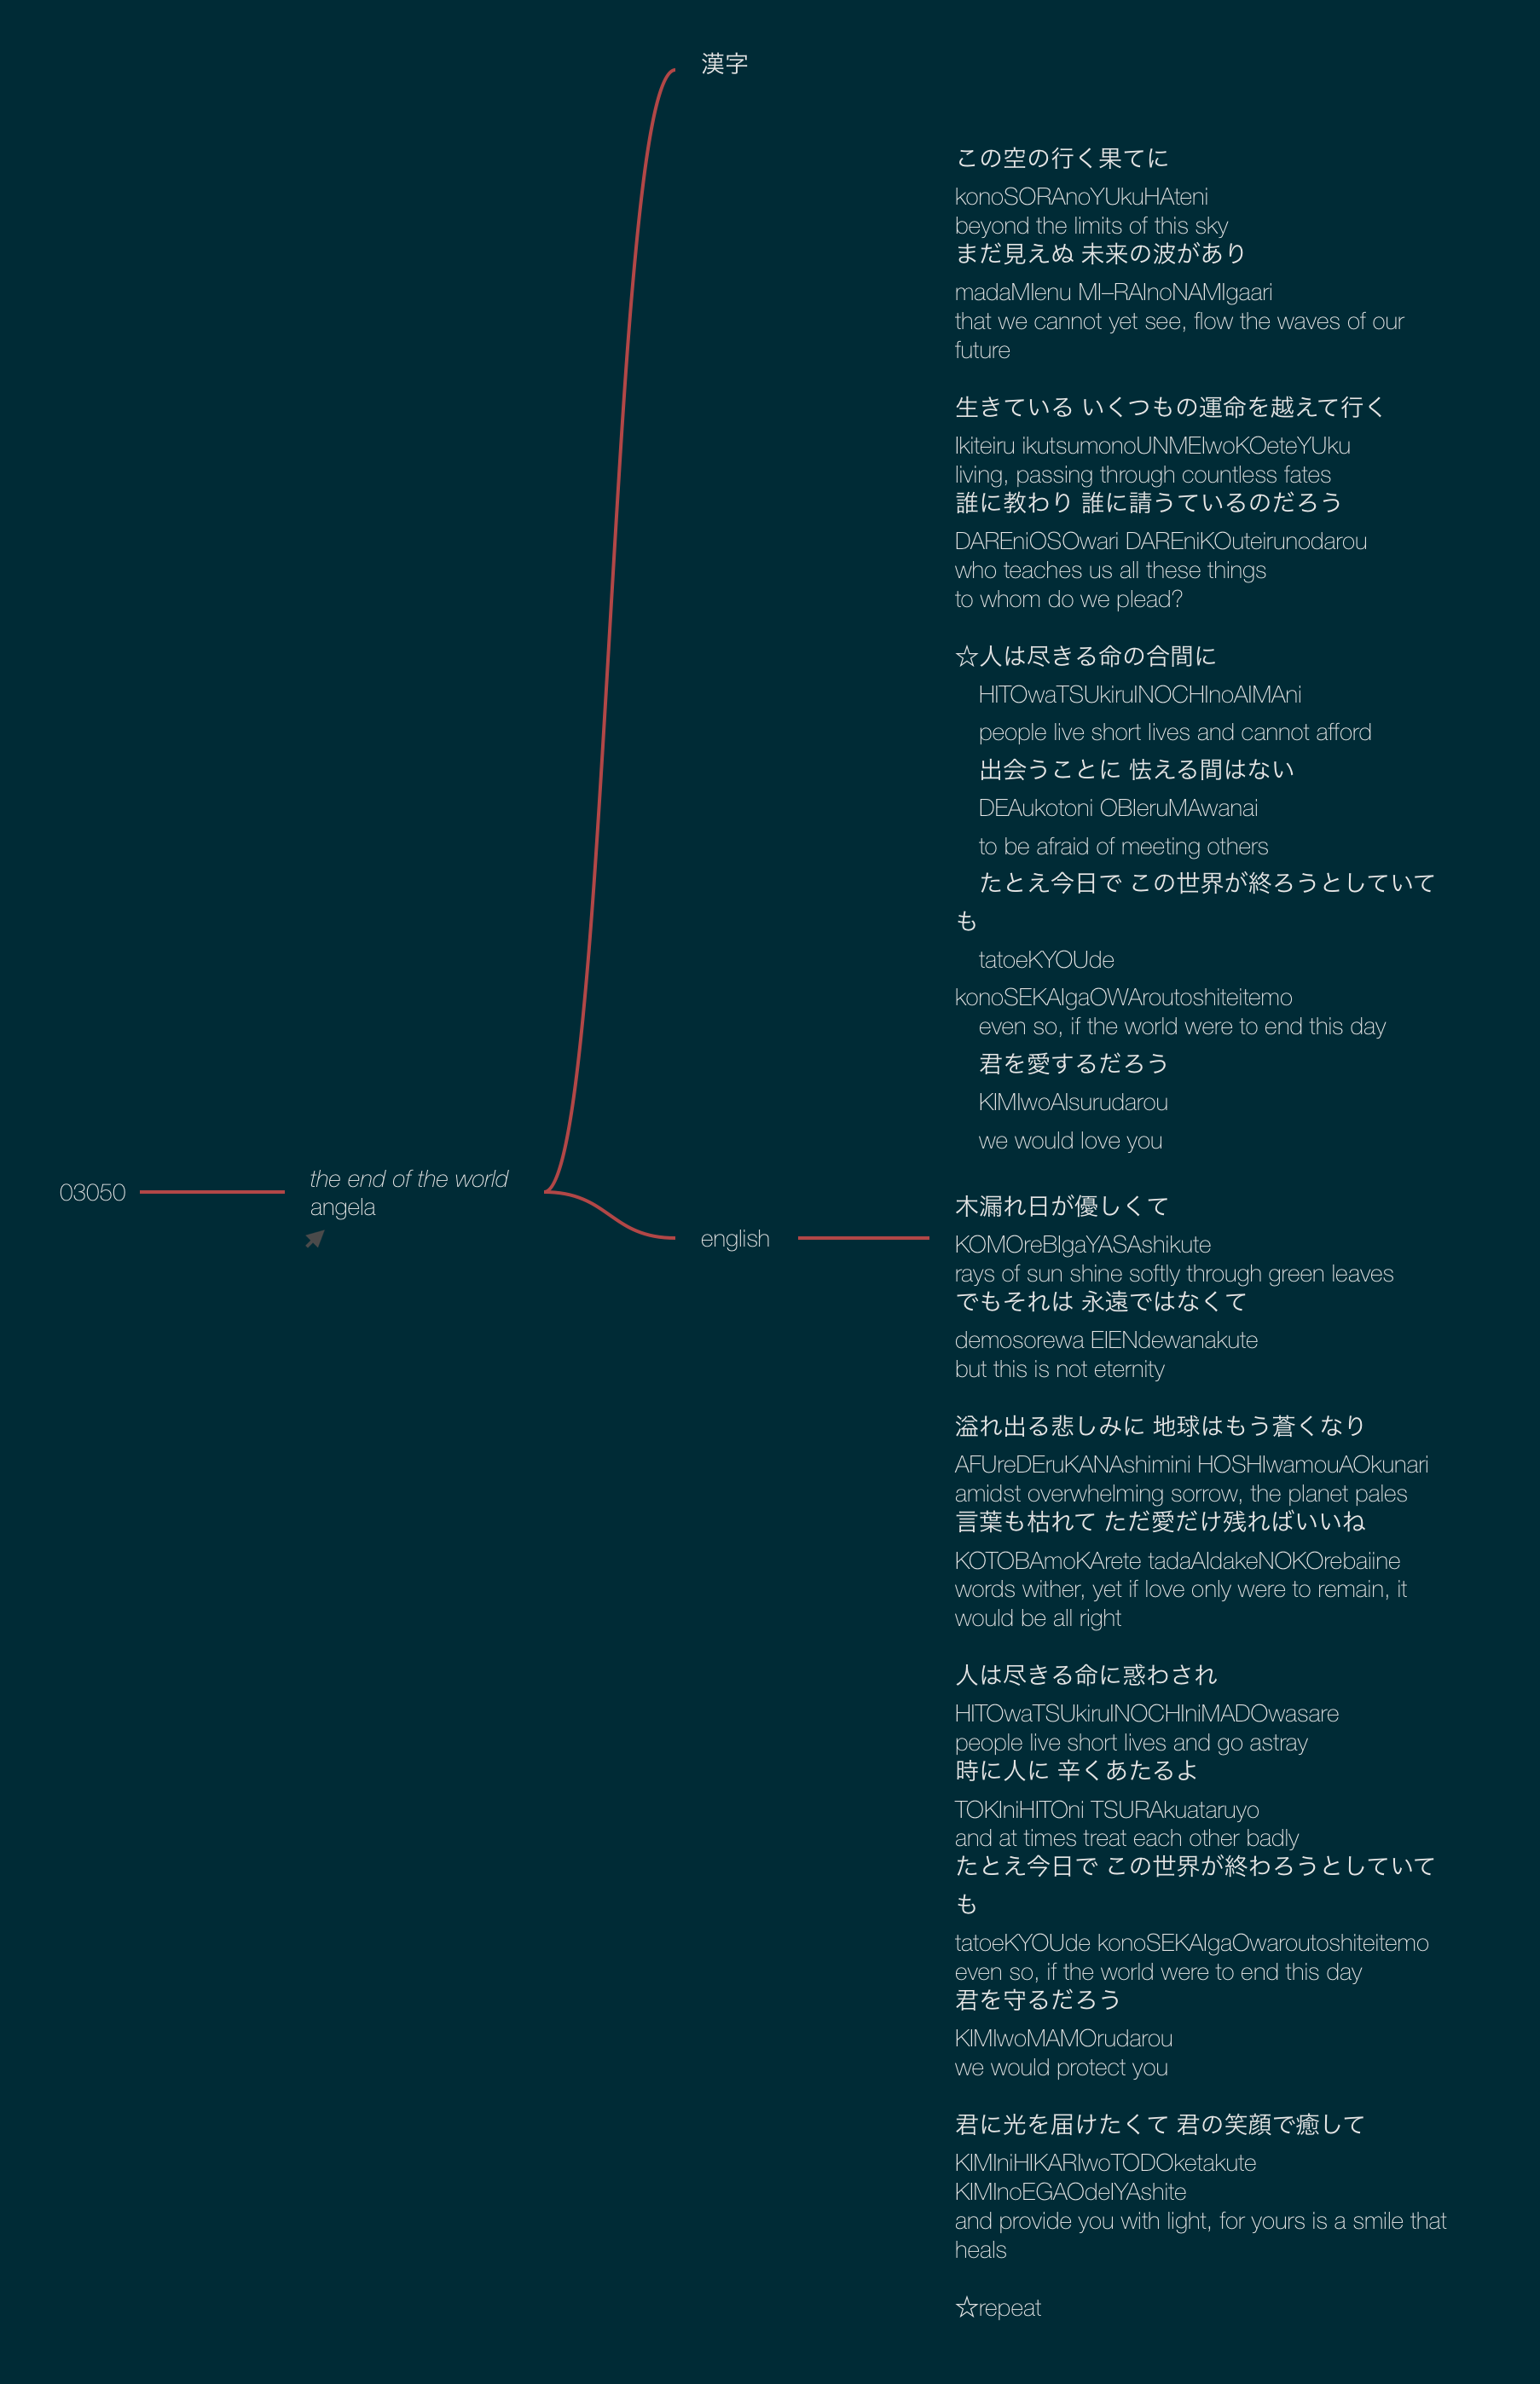 漢字
この空の行く果てに
konoSORAnoYUkuHAteni
beyond the limits of this sky
まだ見えぬ 未来の波があり
madaMIenu MI–RAInoNAMIgaari
that we cannot yet see, flow the waves of our
future
生きている いくつもの運命を越えて行く
Ikiteiru ikutsumonoUNMEIwoKOeteYUku
living, passing through countless fates
誰に教わり 誰に請うているのだろう
DAREniOSOwari DAREniKOuteirunodarou
who teaches us all these things
to whom do we plead?
☆人は尽きる命の合間に
HITOwaTSUkiruINOCHInoAIMAni
people live short lives and cannot afford
出会うことに 怯える間はない
DEAukotoni OBIeruMAwanai
to be afraid of meeting others
たとえ今日で この世界が終ろうとしていて
も
tatoeKYOUde
konoSEKAIgaOWAroutoshiteitemo
even so, if the world were to end this day
君を愛するだろう
KIMIwoAIsurudarou
we would love you
03050
the end of the world
angela
english
木漏れ日が優しくて
KOMOreBIgaYASAshikute
rays of sun shine softly through green leaves
でもそれは 永遠ではなくて
demosorewa EIENdewanakute
but this is not eternity
溢れ出る悲しみに 地球はもう蒼くなり
AFUreDEruKANAshimini HOSHIwamouAOkunari
amidst overwhelming sorrow, the planet pales
言葉も枯れて ただ愛だけ残ればいいね
KOTOBAmoKArete tadaAIdakeNOKOrebaiine
words wither, yet if love only were to remain, it
would be all right
人は尽きる命に惑わされ
HITOwaTSUkiruINOCHIniMADOwasare
people live short lives and go astray
時に人に 辛くあたるよ
TOKIniHITOni TSURAkuataruyo
and at times treat each other badly
たとえ今日で この世界が終わろうとしていて
も
tatoeKYOUde konoSEKAIgaOwaroutoshiteitemo
even so, if the world were to end this day
君を守るだろう
KIMIwoMAMOrudarou
we would protect you
君に光を届けたくて 君の笑顔で癒して
KIMIniHIKARIwoTODOketakute
KIMInoEGAOdeIYAshite
and provide you with light, for yours is a smile that
heals
☆repeat